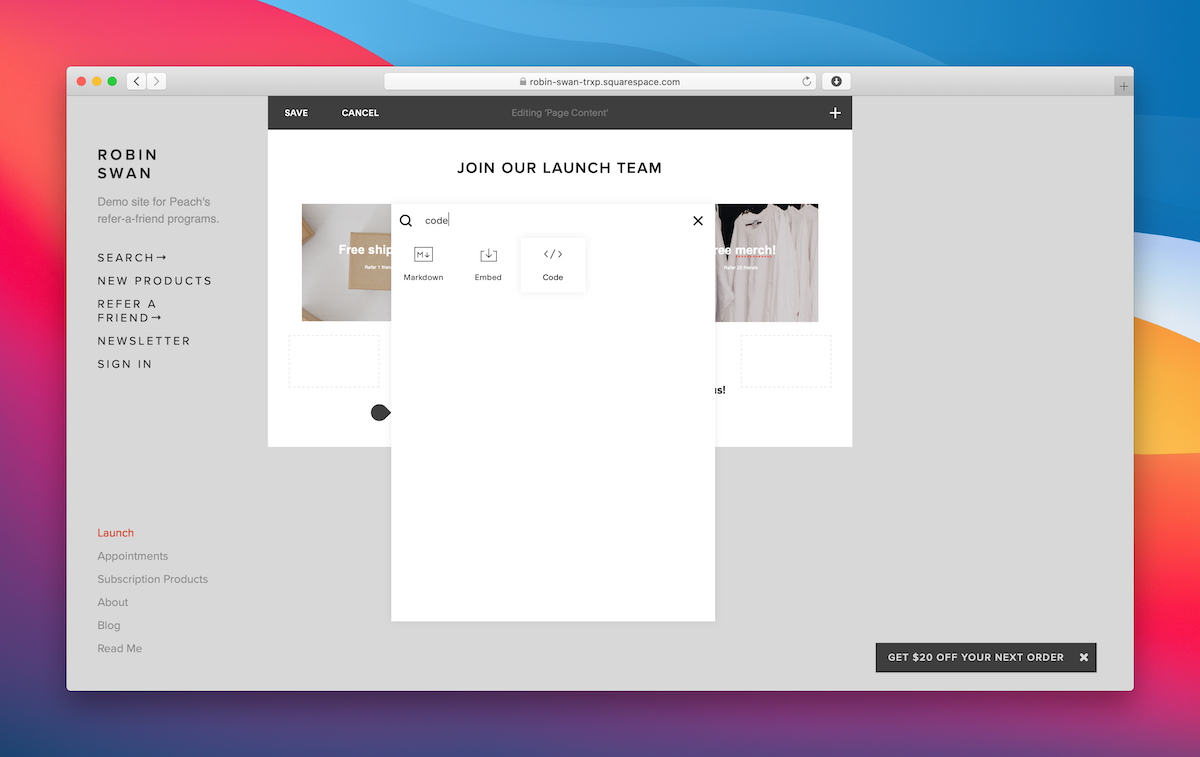 robin-swan-trxp.squarespace.com
SAVE
CANCEL
Editing 'Page Content'
ROBIN
SWAN
Demo site for Peach's
refer-a-friend programs.
SEARCH→
NEW PRODUCTS
REFER A
FRIEND→
NEWSLETTER
SIGN IN
Launch
Appointments
Subscription Products
About
Blog
Read Me
JOIN OUR LAUNCH TEAM
Free ship
Refer 1 friend
code
Markdown
Embed
</>
Code
ree merch!
Refer 20 friends
us!
GET $20 OFF YOUR NEXT ORDER